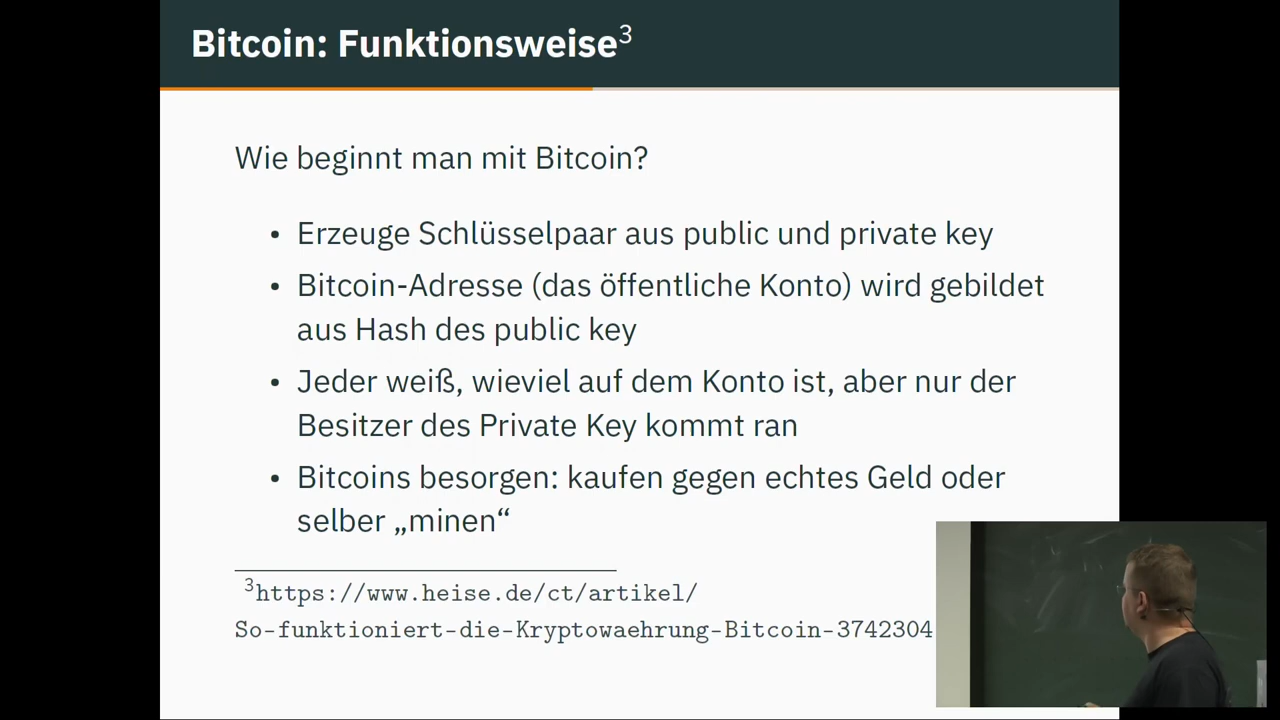 Bitcoin: Funktionsweise³
Wie beginnt man mit Bitcoin?
• Erzeuge Schlüsselpaar aus public und private key
• Bitcoin-Adresse (das öffentliche Konto) wird gebildet
aus Hash des public key
• Jeder weiß, wieviel auf dem Konto ist, aber nur der
Besitzer des Private Key kommt ran
• Bitcoins besorgen: kaufen gegen echtes Geld oder
selber „minen“
³https://www.heise.de/ct/artikel/
So-funktioniert-die-Kryptowaehrung-Bitcoin-3742304